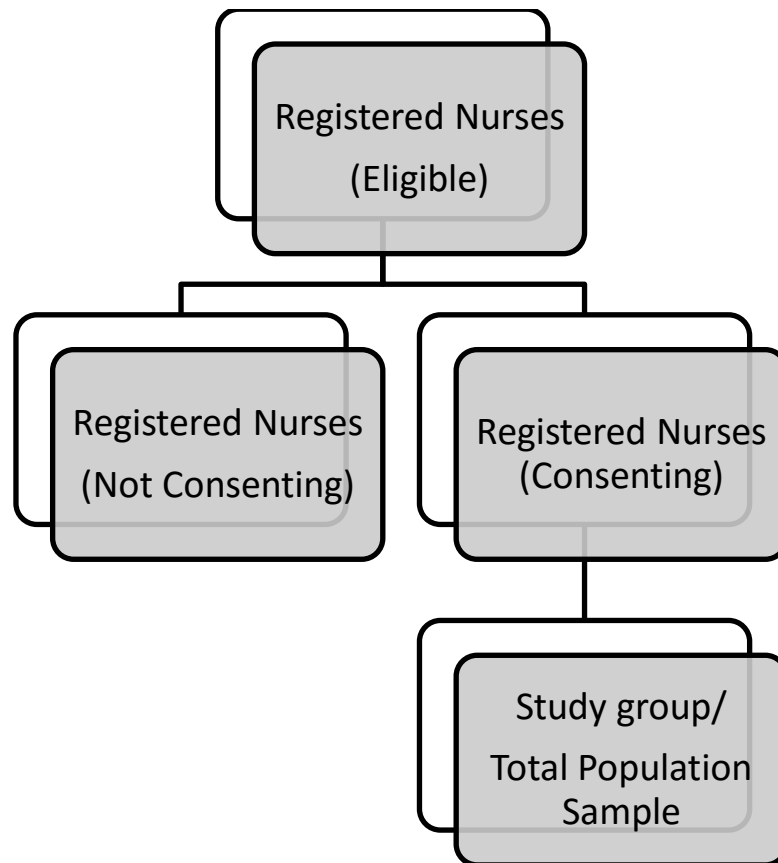 Registered Nurses
(Eligible)
Registered Nurses
(Not Consenting)
Registered Nurses
(Consenting)
Study group/
Total Population
Sample